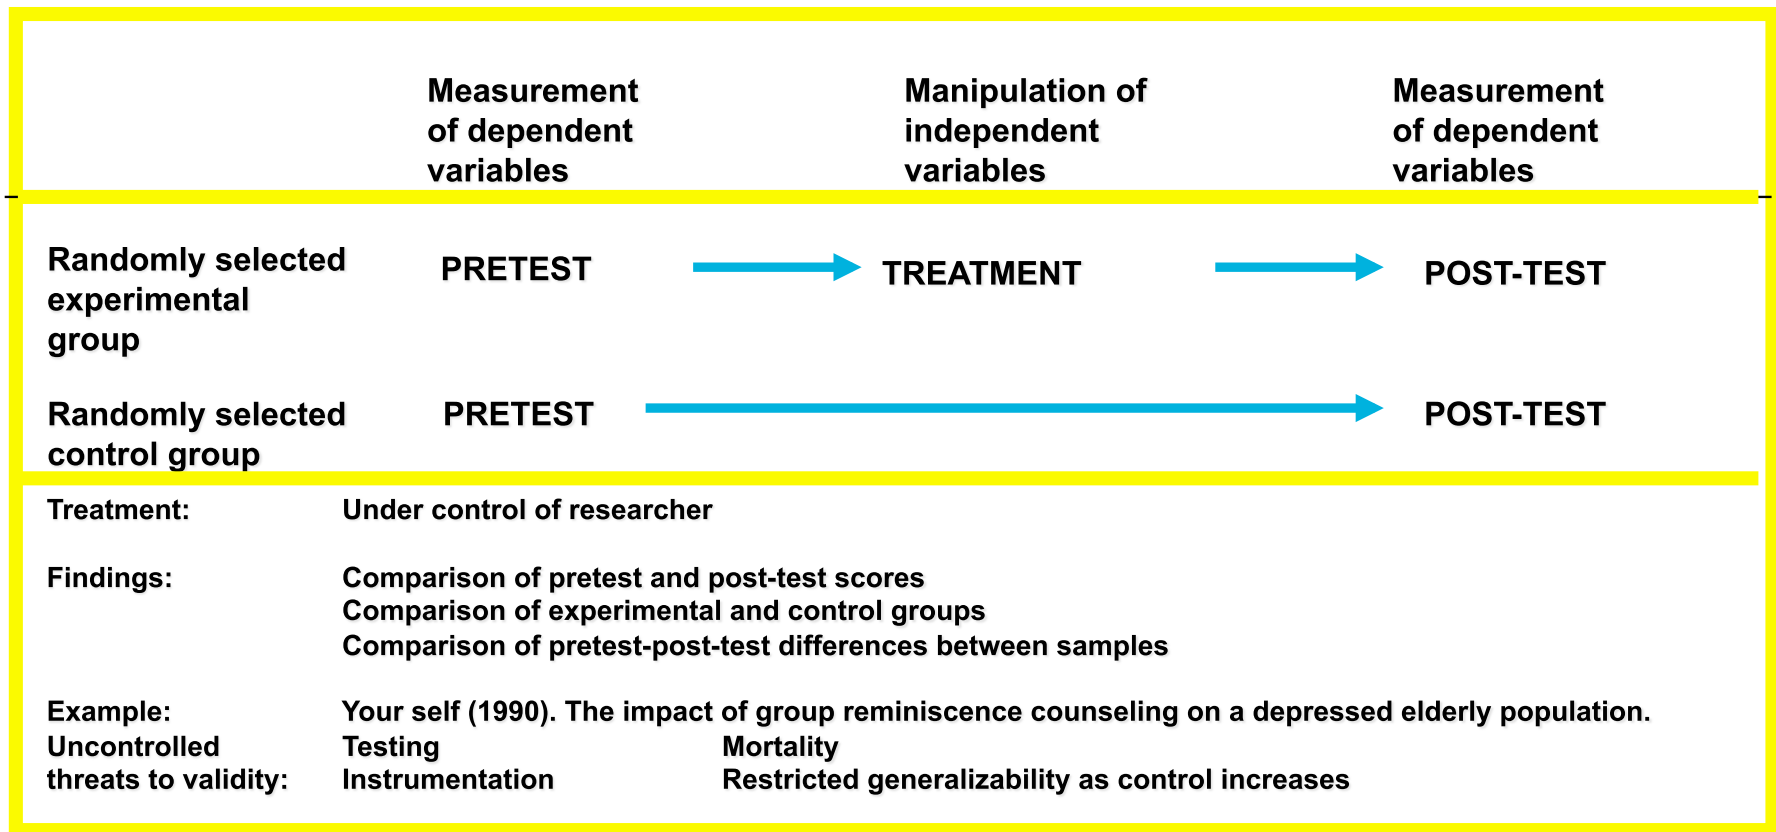 Measurement
of dependent
variables
Manipulation of
independent
variables
Measurement
of dependent
variables
Randomly selected
experimental
group
PRETEST
TREATMENT
POST-TEST
Randomly selected
control group
PRETEST
POST-TEST
Treatment: Under control of researcher
Findings: Comparison of pretest and post-test scores
Comparison of experimental and control groups
Comparison of pretest-post-test differences between samples
Example: Your self (1990). The impact of group reminiscence counseling on a depressed elderly population.
Uncontrolled Testing Mortality
threats to validity: Instrumentation Restricted generalizability as control increases